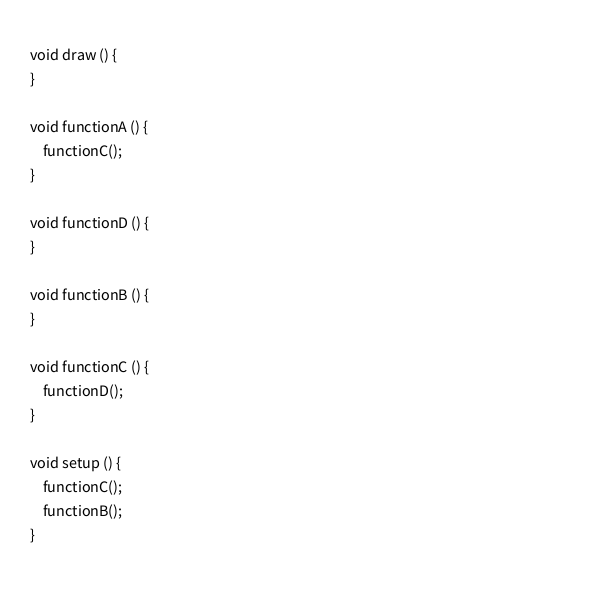 void draw () {
}
void functionA () {
functionC();
}
void functionD () {
}
void functionB () {
}
void functionC () {
functionD();
}
void setup () {
functionC();
functionB();
}